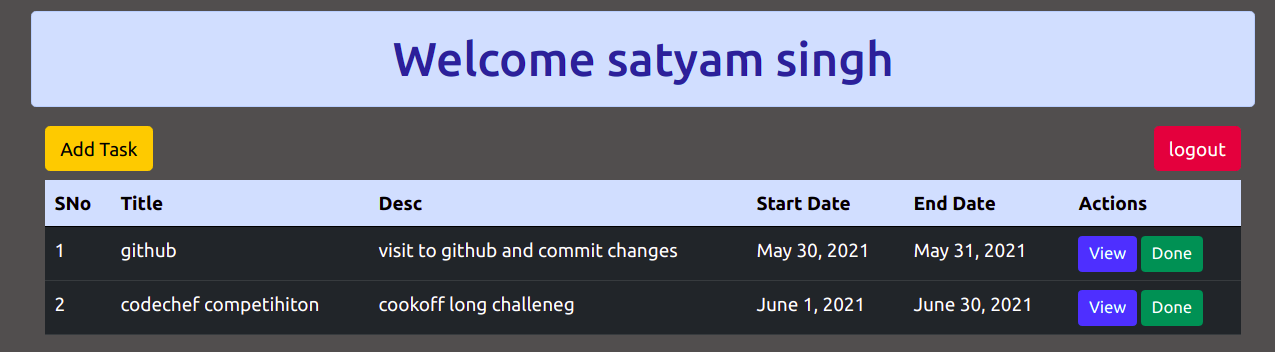 Welcome satyam singh
Add Task logout
SNo Title Desc Start Date End Date Actions
1 github visit to github and commit changes May 30, 2021 May 31, 2021 View Done
2 codechef competihiton cookoff long challeneg June 1, 2021 June 30, 2021 View Done